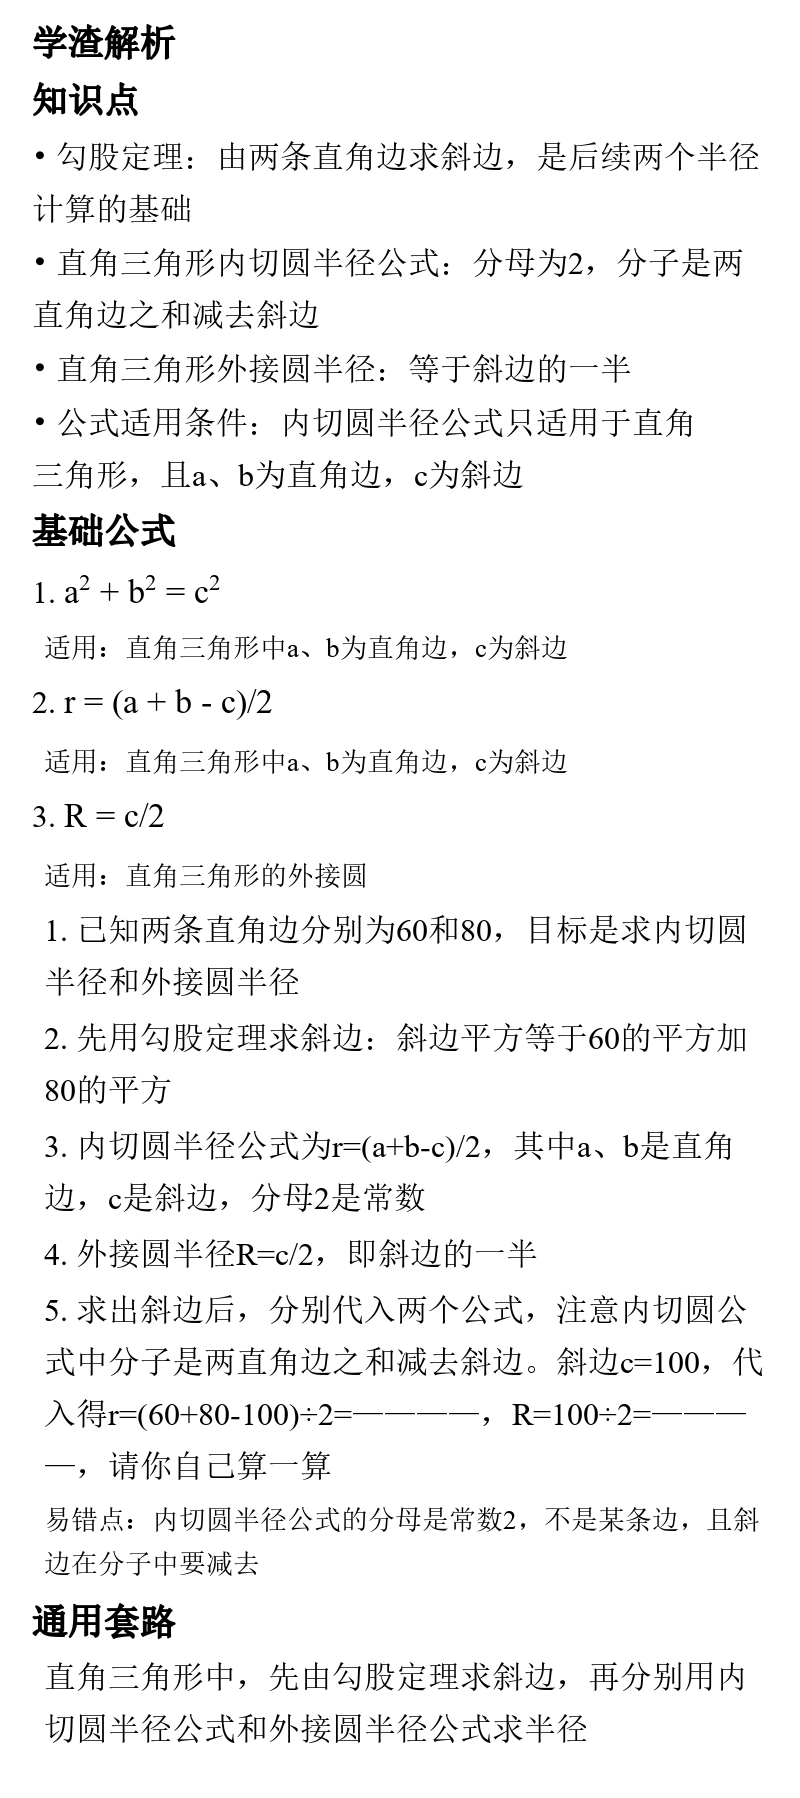 学渣解析
知识点
• 勾股定理：由两条直角边求斜边，是后续两个半径
计算的基础
• 直角三角形内切圆半径公式：分母为2，分子是两
直角边之和减去斜边
• 直角三角形外接圆半径：等于斜边的一半
• 公式适用条件：内切圆半径公式只适用于直角
三角形，且a、b为直角边，c为斜边
基础公式
1. a² + b² = c²
适用：直角三角形中a、b为直角边，c为斜边
2. r = (a + b - c)/2
适用：直角三角形中a、b为直角边，c为斜边
3. R = c/2
适用：直角三角形的外接圆
1. 已知两条直角边分别为60和80，目标是求内切圆
半径和外接圆半径
2. 先用勾股定理求斜边：斜边平方等于60的平方加
80的平方
3. 内切圆半径公式为r=(a+b-c)/2，其中a、b是直角
边，c是斜边，分母2是常数
4. 外接圆半径R=c/2，即斜边的一半
5. 求出斜边后，分别代入两个公式，注意内切圆公
式中分子是两直角边之和减去斜边。斜边c=100，代
入得r=(60+80-100)÷2=————，R=100÷2=———
—，请你自己算一算
易错点：内切圆半径公式的分母是常数2，不是某条边，且斜
边在分子中要减去
通用套路
直角三角形中，先由勾股定理求斜边，再分别用内
切圆半径公式和外接圆半径公式求半径